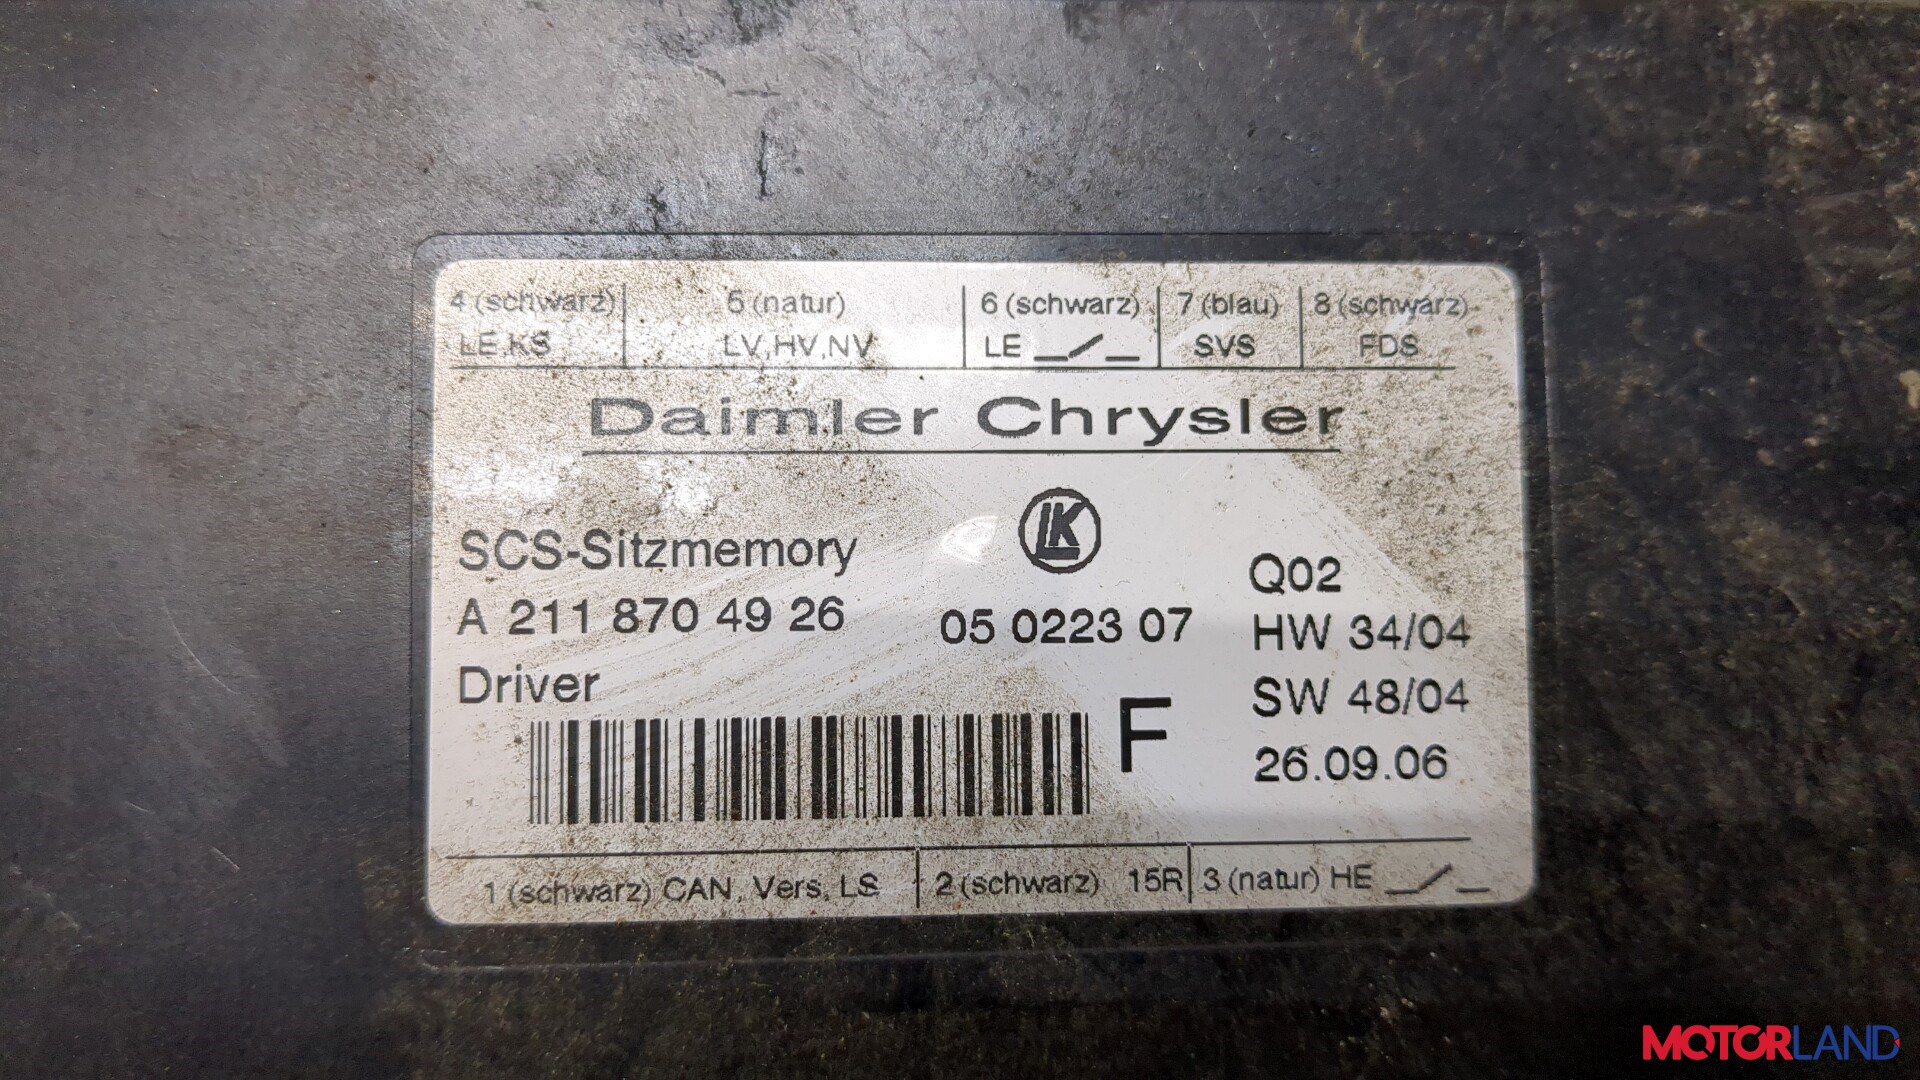 4 (schwarz) 5 (natur) 6 (schwarz) 7 (blau) 8 (schwarz)
LE,KS LV,HV,NV LE SVS FDS
Daimler Chrysler
LK
SCS-Sitzmemory
Q02
A 211 870 49 26 05 0223 07 HW 34/04
Driver SW 48/04
F 26.09.06
1 (schwarz) CAN, Vers, LS 2 (schwarz) 15R 3 (natur) HE
MOTORLAND